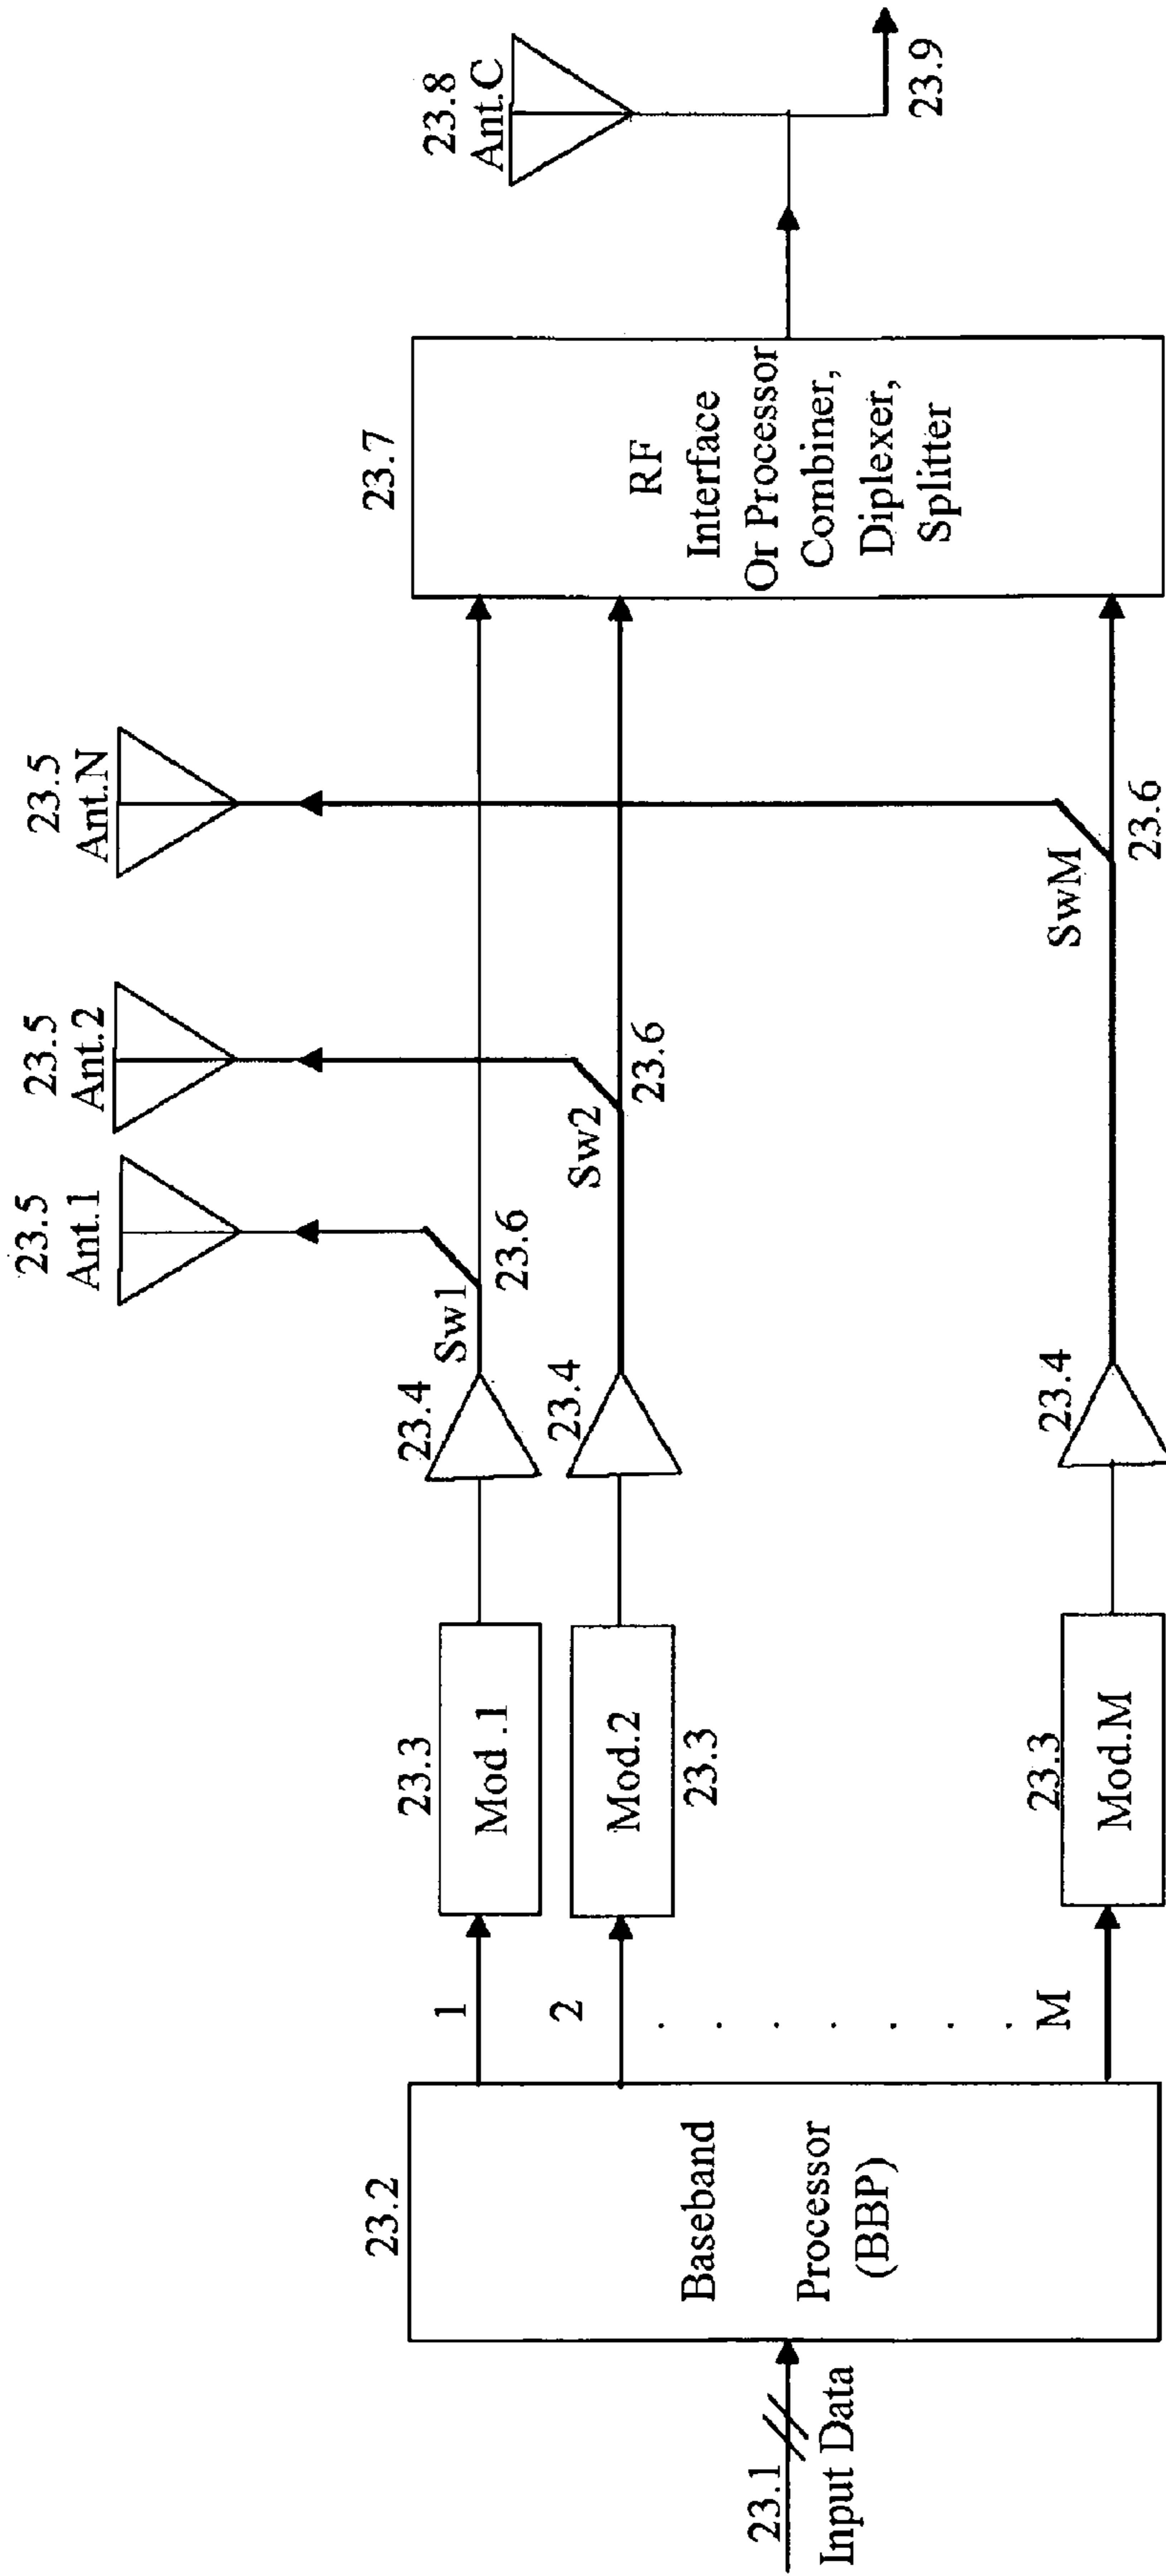 23.1
Input Data
23.2
Baseband
Processor
(BBP)
1
2
. . . . . . .
M
23.3
Mod.1
Mod.2
23.3
23.3
Mod.M
23.4
23.4
23.4
Sw1
23.6
Sw2
23.6
SwM
23.6
23.5
Ant.1
23.5
Ant.2
23.5
Ant.N
23.7
RF
Interface
Or Processor
Combiner,
Diplexer,
Splitter
23.8
Ant.C
23.9